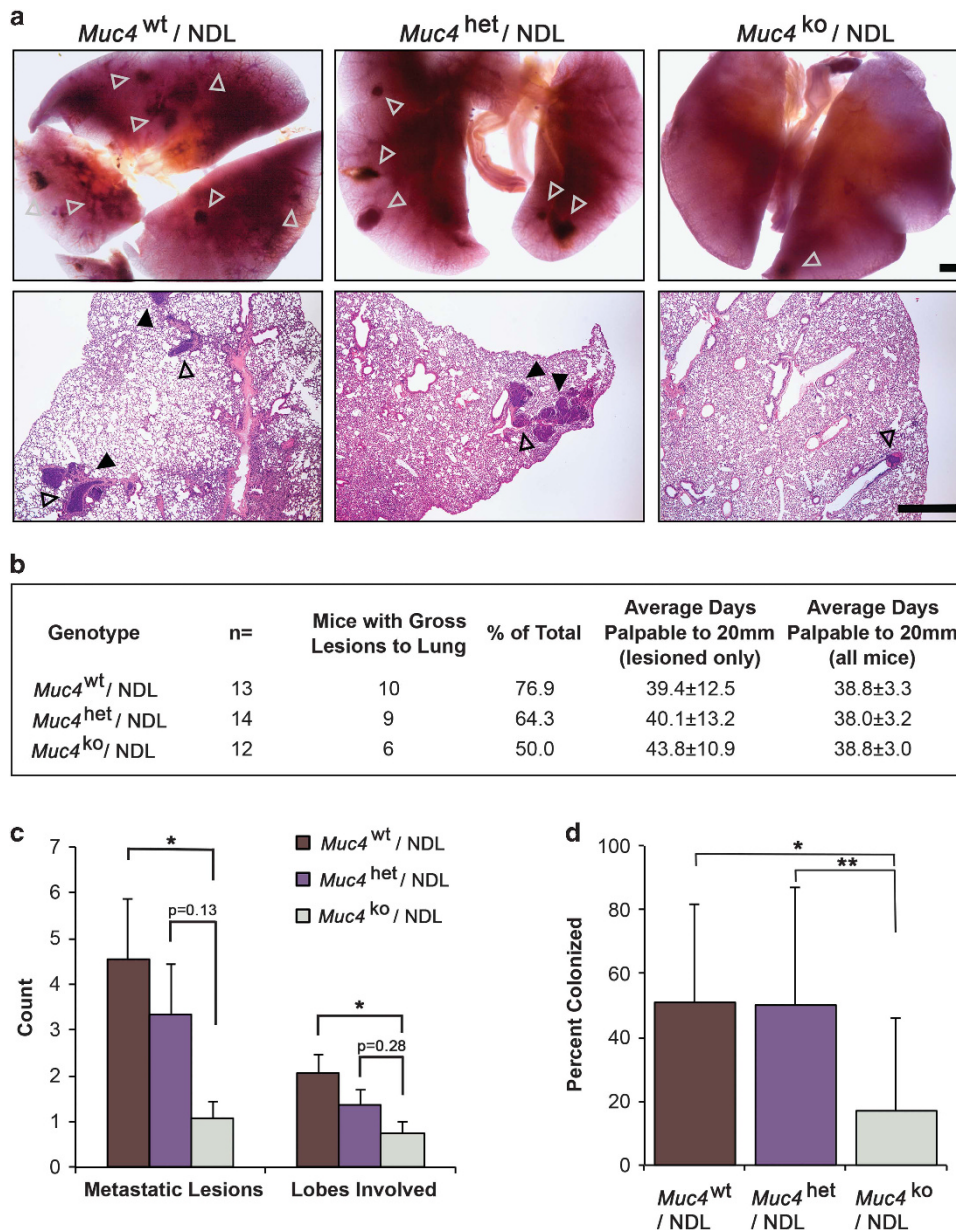 a
Muc4 wt / NDL
Muc4 het / NDL
Muc4 ko / NDL
b
Genotype n= Mice with Gross Lesions to Lung % of Total Average Days Palpable to 20mm (lesioned only) Average Days Palpable to 20mm (all mice)
Muc4 wt / NDL 13 10 76.9 39.4±12.5 38.8±3.3
Muc4 het / NDL 14 9 64.3 40.1±13.2 38.0±3.2
Muc4 ko / NDL 12 6 50.0 43.8±10.9 38.8±3.0
c
7
6
5
4
3
2
1
0
Count
*
p=0.13
*
p=0.28
Muc4 wt / NDL
Muc4 het / NDL
Muc4 ko / NDL
Metastatic Lesions
Lobes Involved
d
100
80
60
40
20
0
Percent Colonized
*
**
Muc4 wt
/ NDL
Muc4 het
/ NDL
Muc4 ko
/ NDL